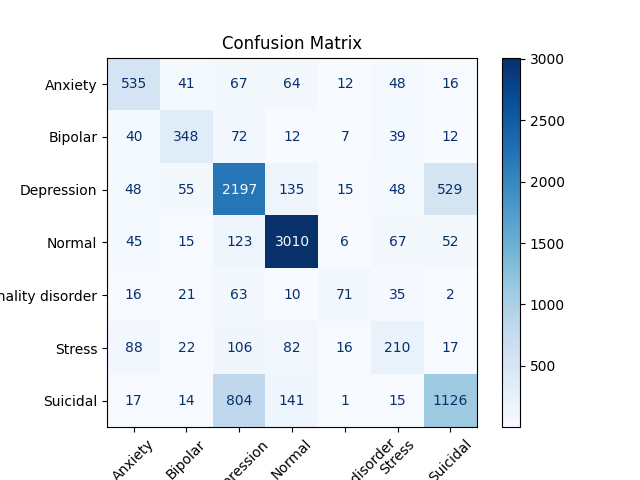 Confusion Matrix
Anxiety 535 41 67 64 12 48 16
Bipolar 40 348 72 12 7 39 12
Depression 48 55 2197 135 15 48 529
Normal 45 15 123 3010 6 67 52
nality disorder 16 21 63 10 71 35 2
Stress 88 22 106 82 16 210 17
Suicidal 17 14 804 141 1 15 1126
Anxiety
Bipolar
ression
Normal
disorder
Stress
Suicidal
3000
2500
2000
1500
1000
500